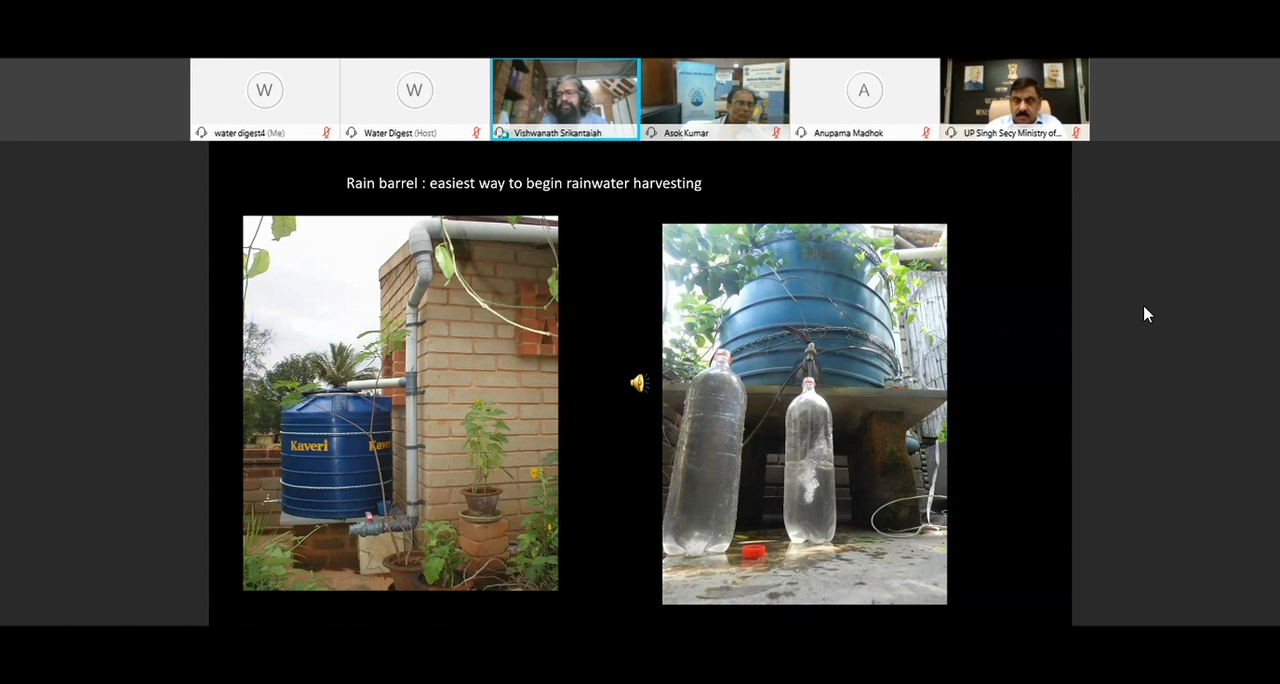 W
W
A
water digest4 (Me)
Water Digest (Host)
Vishwanath Srikantaiah
Asok Kumar
Anupama Madhok
UP Singh Secy Ministry of...
Rain barrel : easiest way to begin rainwater harvesting
Kaveri
Kave